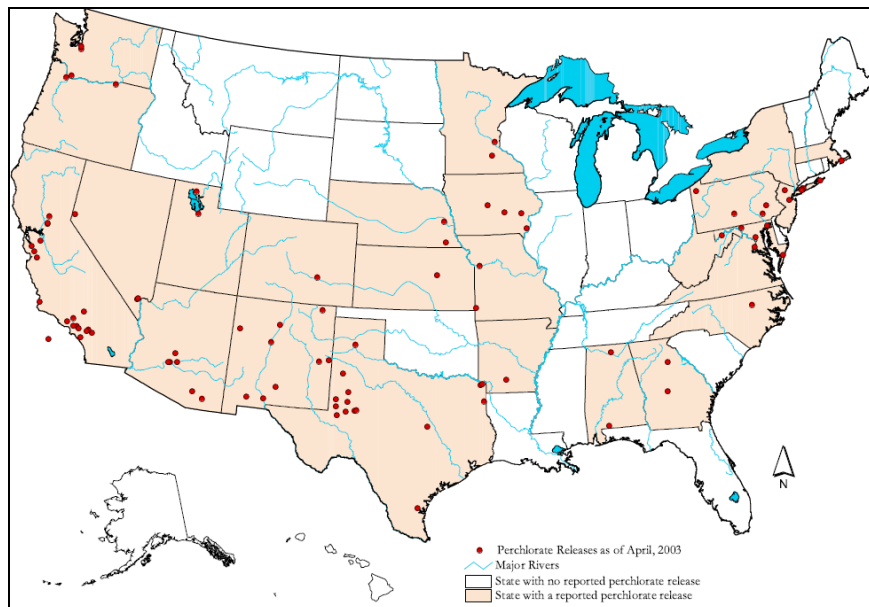 N
Perchlorate Releases as of April, 2003
Major Rivers
State with no reported perchlorate release
State with a reported perchlorate release